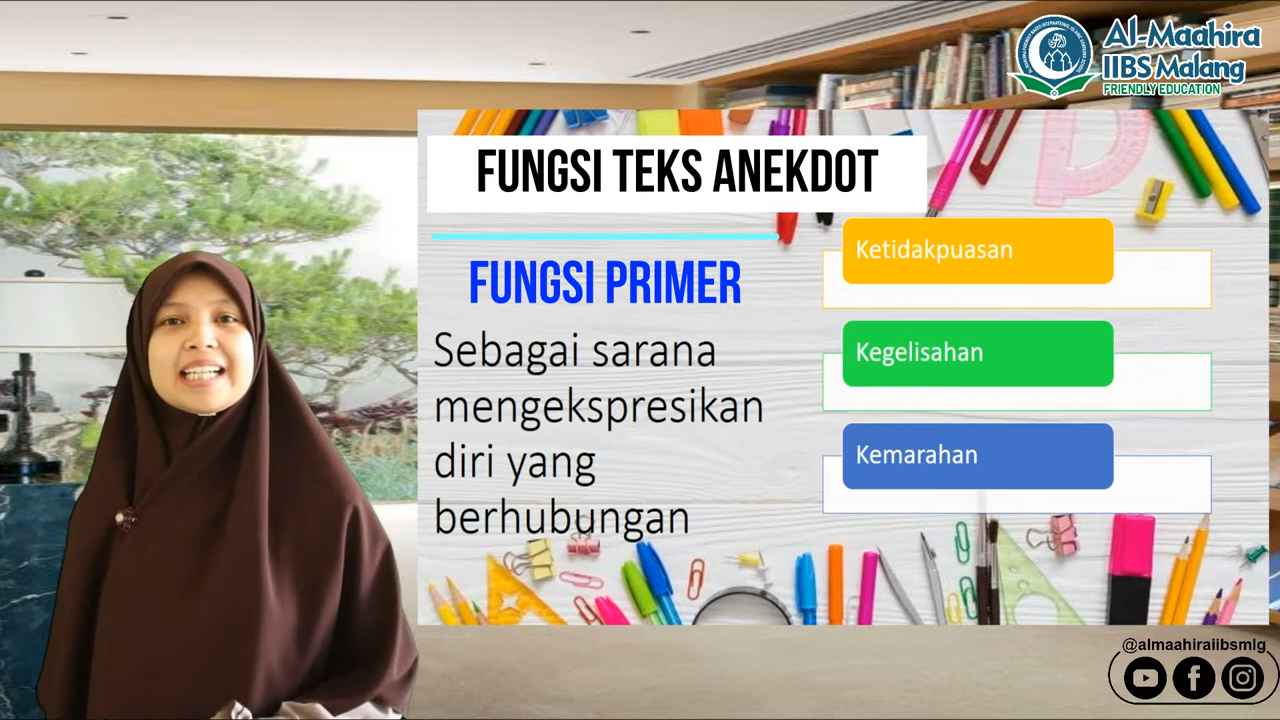 Al-Maahira
IIBS Malang
FRIENDLY EDUCATION
FUNGSI TEKS ANEKDOT
FUNGSI PRIMER
Sebagai sarana
mengekspresikan
diri yang
berhubungan
Ketidakpuasan
Kegelisahan
Kemarahan
@almaahiraiibsmlg